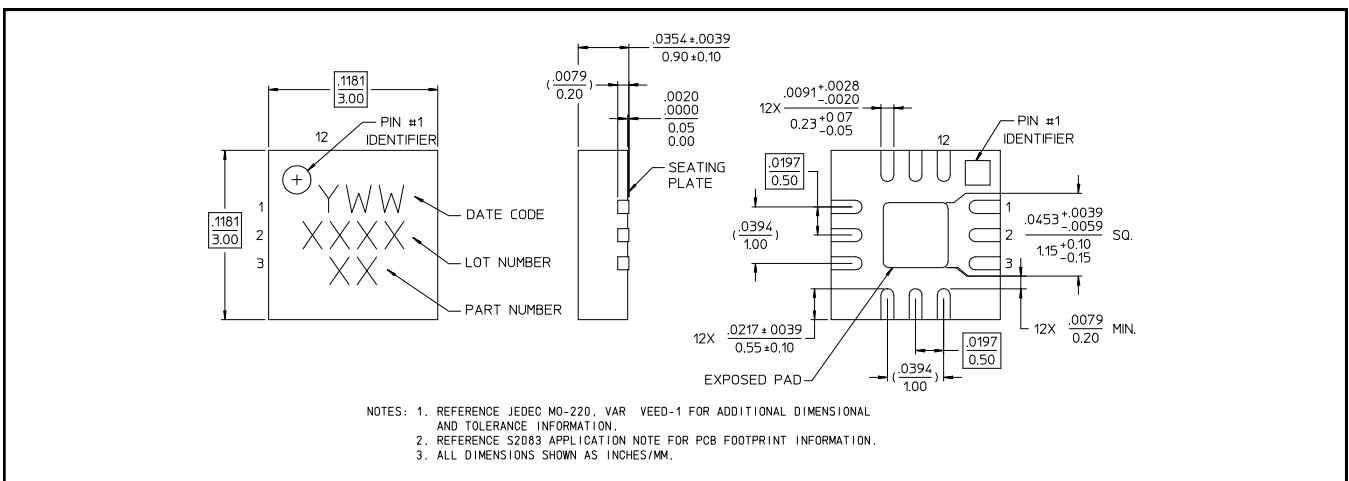 .1181
3.00
PIN #1
IDENTIFIER
12
+
.1181
3.00
1
2
3
YWW
XXXX
XX
DATE CODE
LOT NUMBER
PART NUMBER
.0354±.0039
0.90±0.10
(.0079
0.20)
.0020
.0000
0.05
0.00
SEATING
PLATE
12X .0091+.0028
-.0020
0.23+0 07
-0.05
12
PIN #1
IDENTIFIER
.0197
0.50
(.0394
1.00)
1
2
3
.0453+.0039
-.0059
SQ.
1.15+0.10
-0.15
12X .0217±0039
0.55±0.10
EXPOSED PAD
(.0394
1.00)
.0197
0.50
12X .0079 MIN.
0.20
NOTES: 1. REFERENCE JEDEC MO-220, VAR VEED-1 FOR ADDITIONAL DIMENSIONAL
AND TOLERANCE INFORMATION.
2. REFERENCE S2083 APPLICATION NOTE FOR PCB FOOTPRINT INFORMATION.
3. ALL DIMENSIONS SHOWN AS INCHES/MM.